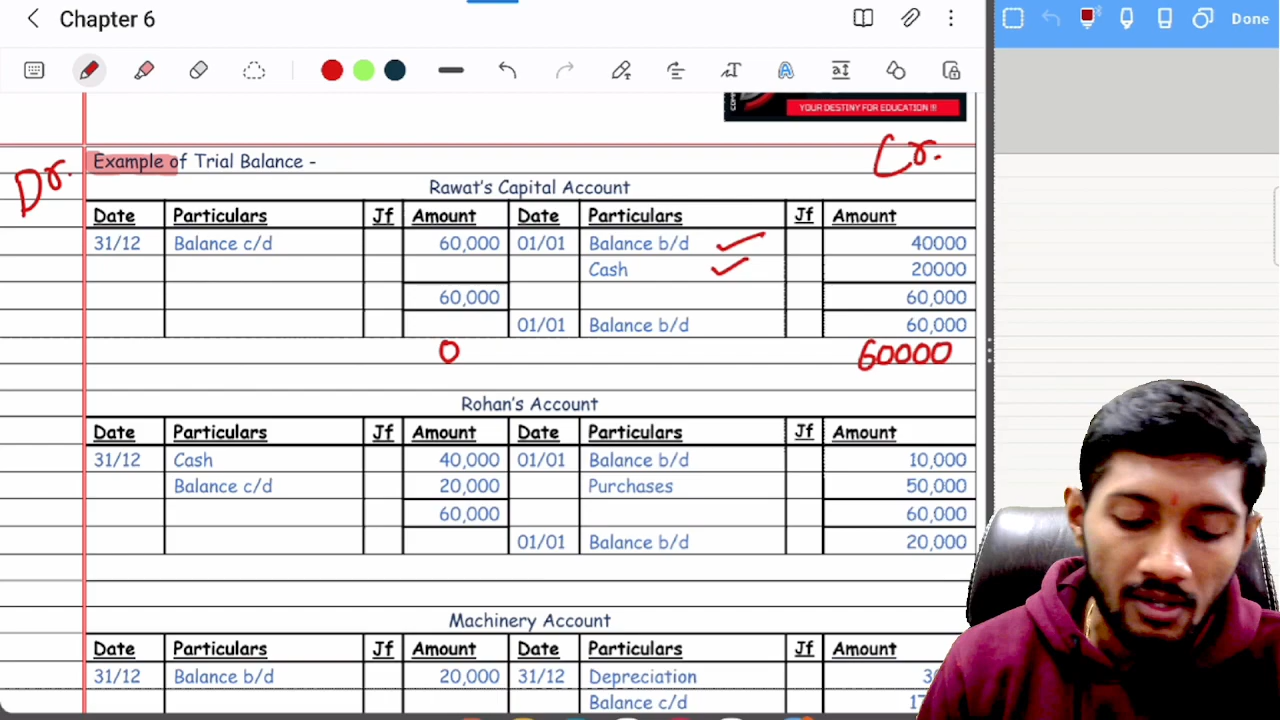 Chapter 6
Done
YOUR DESTINY FOR EDUCATION !!!
Dr.
Cr.
Example of Trial Balance -
Rawat's Capital Account
Date Particulars Jf Amount Date Particulars Jf Amount
31/12 Balance c/d 60,000 01/01 Balance b/d 40000
Cash 20000
60,000 60,000
01/01 Balance b/d 60,000
0 60000
Rohan's Account
Date Particulars Jf Amount Date Particulars Jf Amount
31/12 Cash 40,000 01/01 Balance b/d 10,000
Balance c/d 20,000 Purchases 50,000
60,000 60,000
01/01 Balance b/d 20,000
Machinery Account
Date Particulars Jf Amount Date Particulars Jf Amount
31/12 Balance b/d 20,000 31/12 Depreciation
Balance c/d